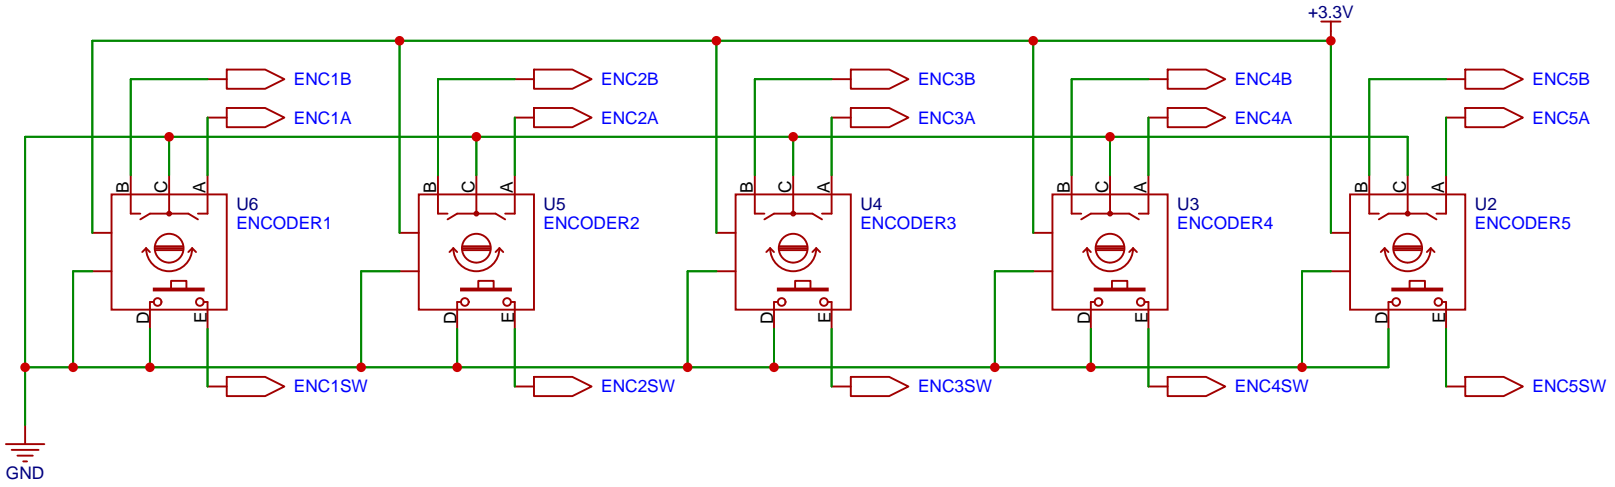 +3.3V
ENC1B
ENC2B
ENC3B
ENC4B
ENC5B
ENC1A
ENC2A
ENC3A
ENC4A
ENC5A
B C A
B C A
B C A
B C A
B C A
U6
ENCODER1
U5
ENCODER2
U4
ENCODER3
U3
ENCODER4
U2
ENCODER5
D E
D E
D E
D E
D E
ENC1SW
ENC2SW
ENC3SW
ENC4SW
ENC5SW
GND